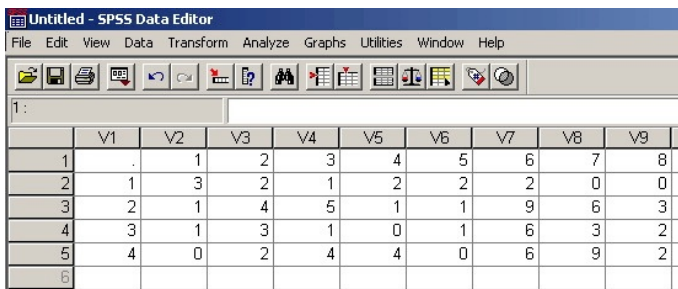 Untitled - SPSS Data Editor
File Edit View Data Transform Analyze Graphs Utilities Window Help
1 :
V1 V2 V3 V4 V5 V6 V7 V8 V9
1 . 1 2 3 4 5 6 7 8
2 1 3 2 1 2 2 2 0 0
3 2 1 4 5 1 1 9 6 3
4 3 1 3 1 0 1 6 3 2
5 4 0 2 4 4 0 6 9 2
6